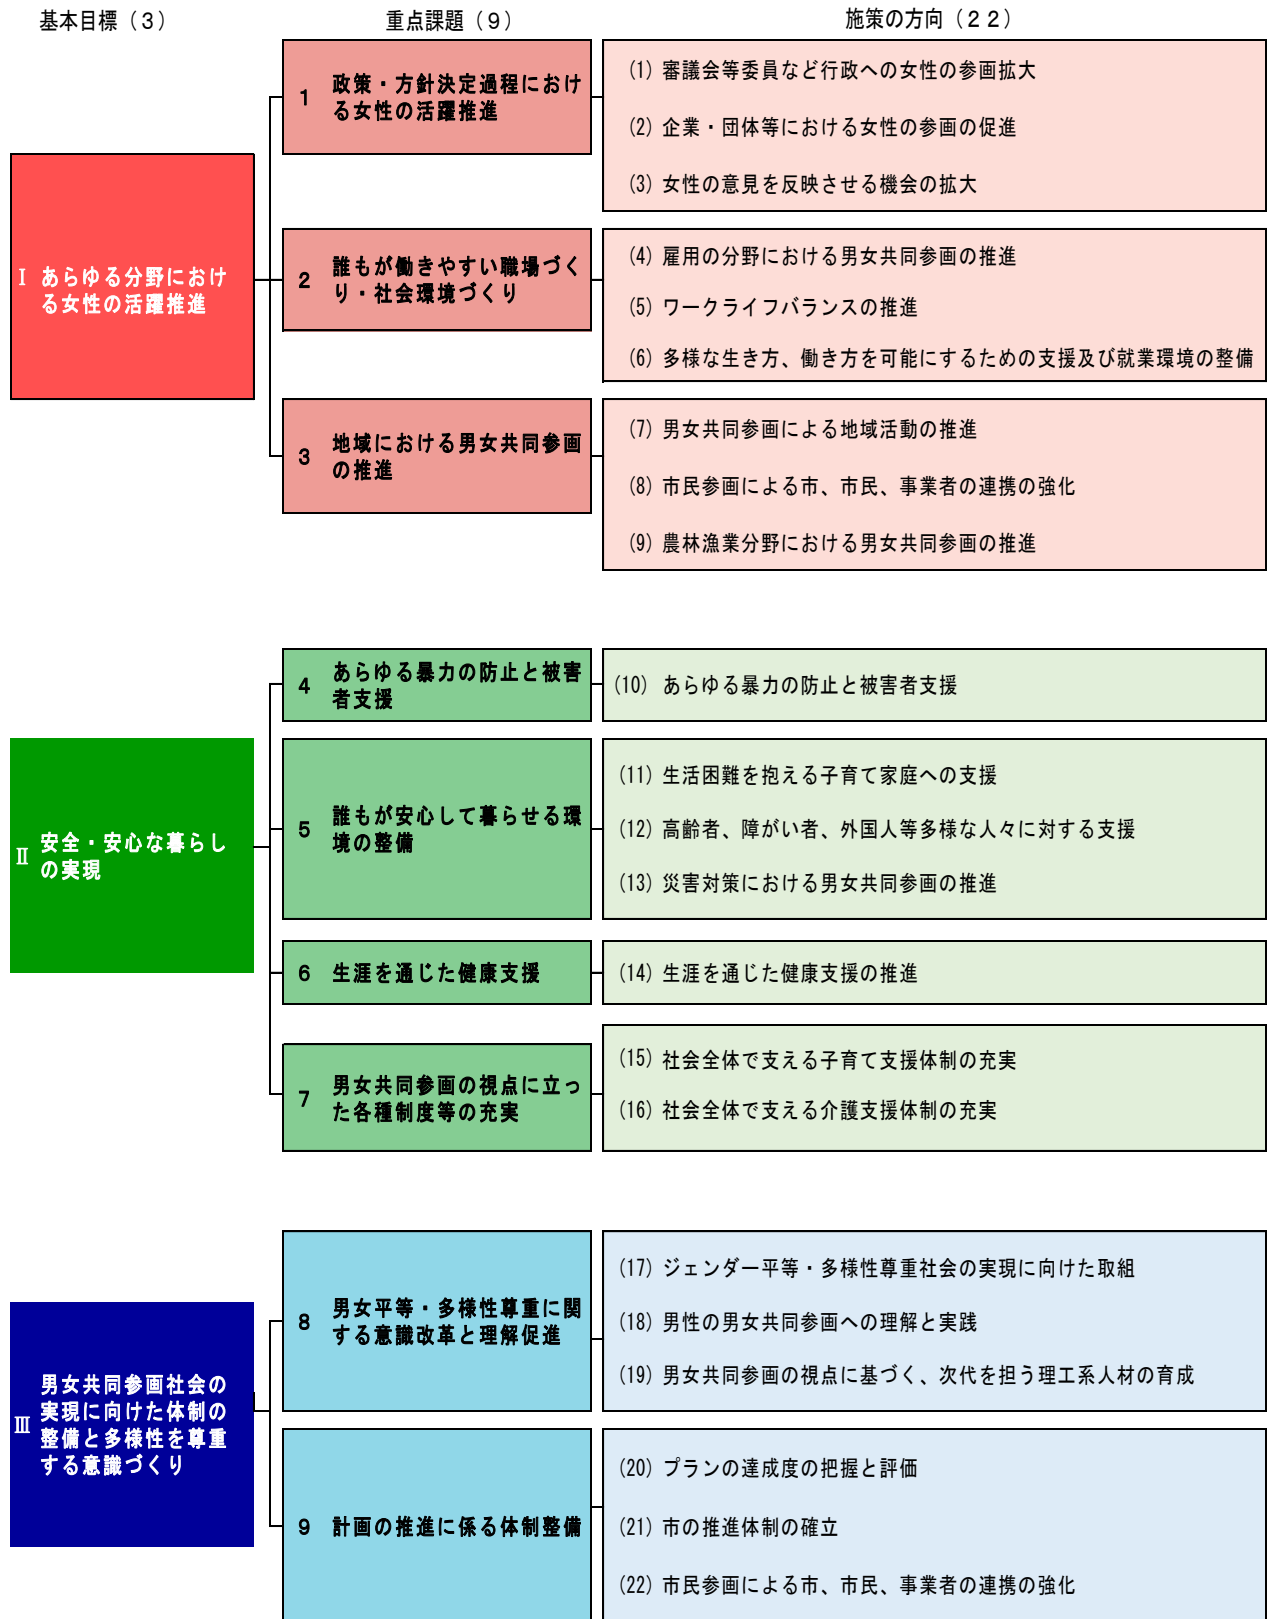 基本目標（３）
重点課題（９）
施策の方向（２２）
Ⅰ あらゆる分野におけ
る女性の活躍推進
1 政策・方針決定過程におけ
る女性の活躍推進
(1) 審議会等委員など行政への女性の参画拡大
(2) 企業・団体等における女性の参画の促進
(3) 女性の意見を反映させる機会の拡大
2 誰もが働きやすい職場づく
り・社会環境づくり
(4) 雇用の分野における男女共同参画の推進
(5) ワークライフバランスの推進
(6) 多様な生き方、働き方を可能にするための支援及び就業環境の整備
3 地域における男女共同参画
の推進
(7) 男女共同参画による地域活動の推進
(8) 市民参画による市、市民、事業者の連携の強化
(9) 農林漁業分野における男女共同参画の推進
Ⅱ 安全・安心な暮らし
の実現
4 あらゆる暴力の防止と被害
者支援
(10) あらゆる暴力の防止と被害者支援
5 誰もが安心して暮らせる環
境の整備
(11) 生活困難を抱える子育て家庭への支援
(12) 高齢者、障がい者、外国人等多様な人々に対する支援
(13) 災害対策における男女共同参画の推進
6 生涯を通じた健康支援
(14) 生涯を通じた健康支援の推進
7 男女共同参画の視点に立っ
た各種制度等の充実
(15) 社会全体で支える子育て支援体制の充実
(16) 社会全体で支える介護支援体制の充実
Ⅲ 男女共同参画社会の
実現に向けた体制の
整備と多様性を尊重
する意識づくり
8 男女平等・多様性尊重に関
する意識改革と理解促進
(17) ジェンダー平等・多様性尊重社会の実現に向けた取組
(18) 男性の男女共同参画への理解と実践
(19) 男女共同参画の視点に基づく、次代を担う理工系人材の育成
9 計画の推進に係る体制整備
(20) プランの達成度の把握と評価
(21) 市の推進体制の確立
(22) 市民参画による市、市民、事業者の連携の強化